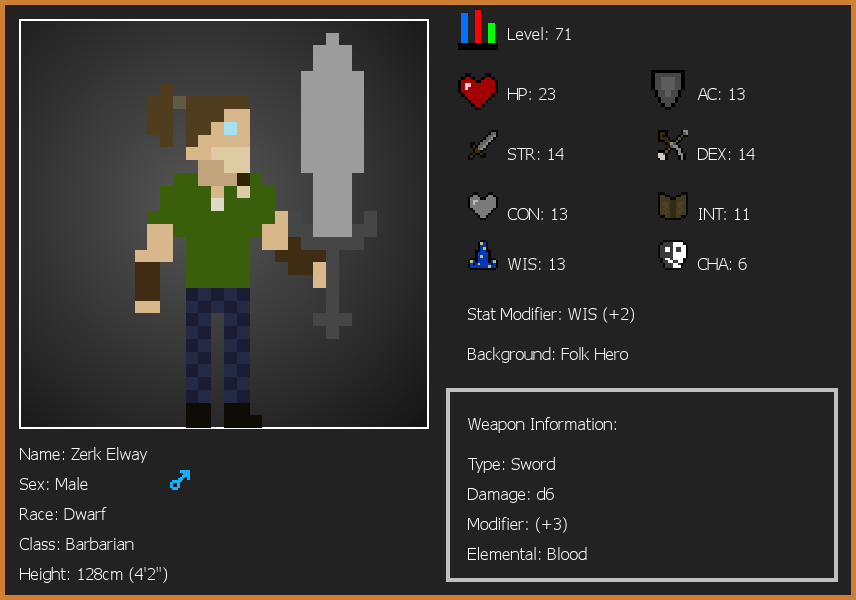 Level: 71
HP: 23
AC: 13
STR: 14
DEX: 14
CON: 13
INT: 11
WIS: 13
CHA: 6
Stat Modifier: WIS (+2)
Background: Folk Hero
Weapon Information:
Type: Sword
Damage: d6
Modifier: (+3)
Elemental: Blood
Name: Zerk Elway
Sex: Male
Race: Dwarf
Class: Barbarian
Height: 128cm (4'2")